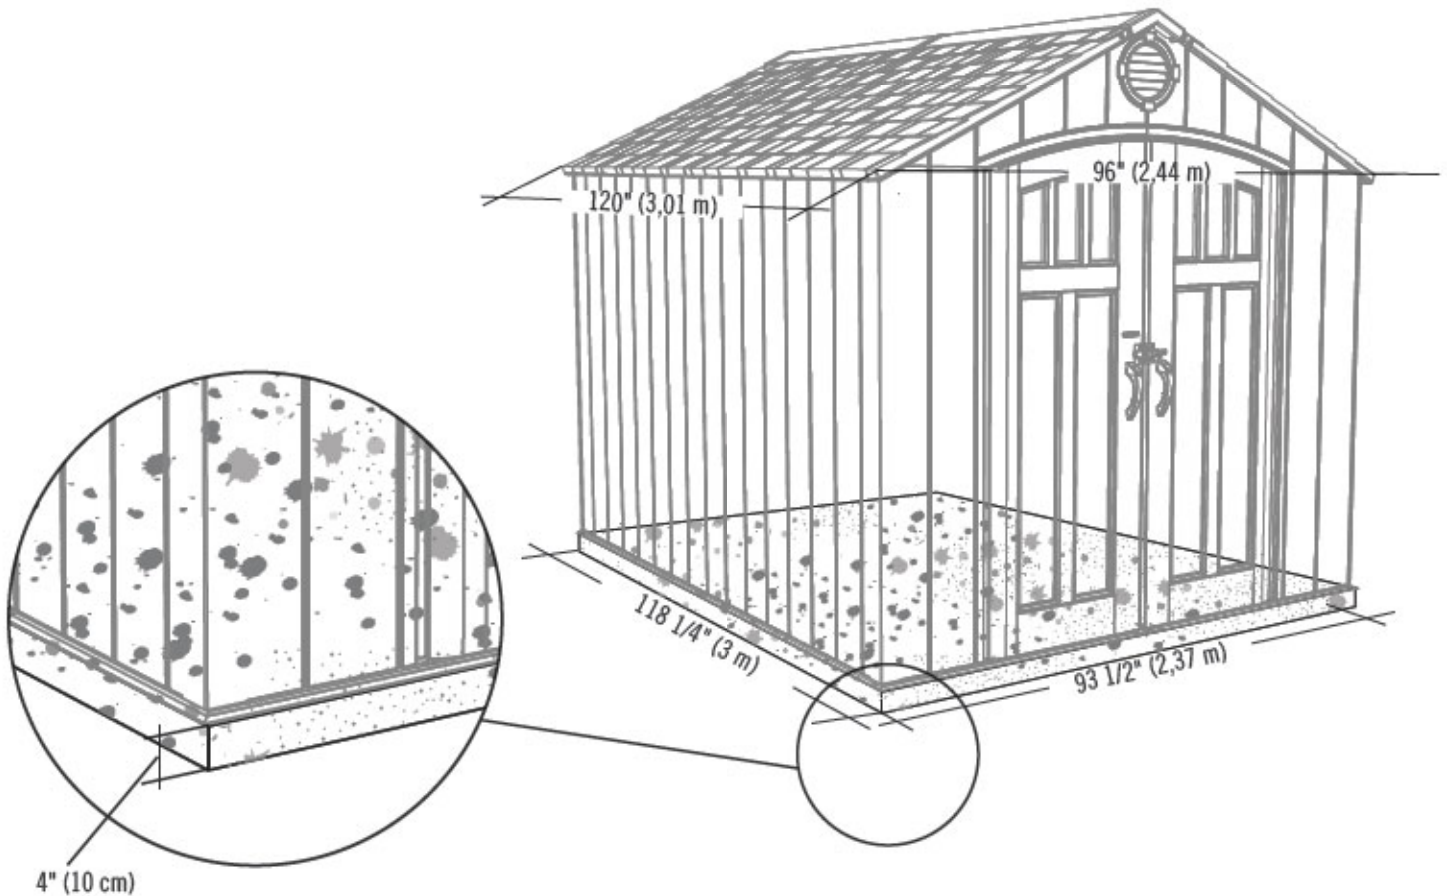 96" (2,44 m)
120" (3,01 m)
118 1/4" (3 m)
93 1/2" (2,37 m)
4" (10 cm)